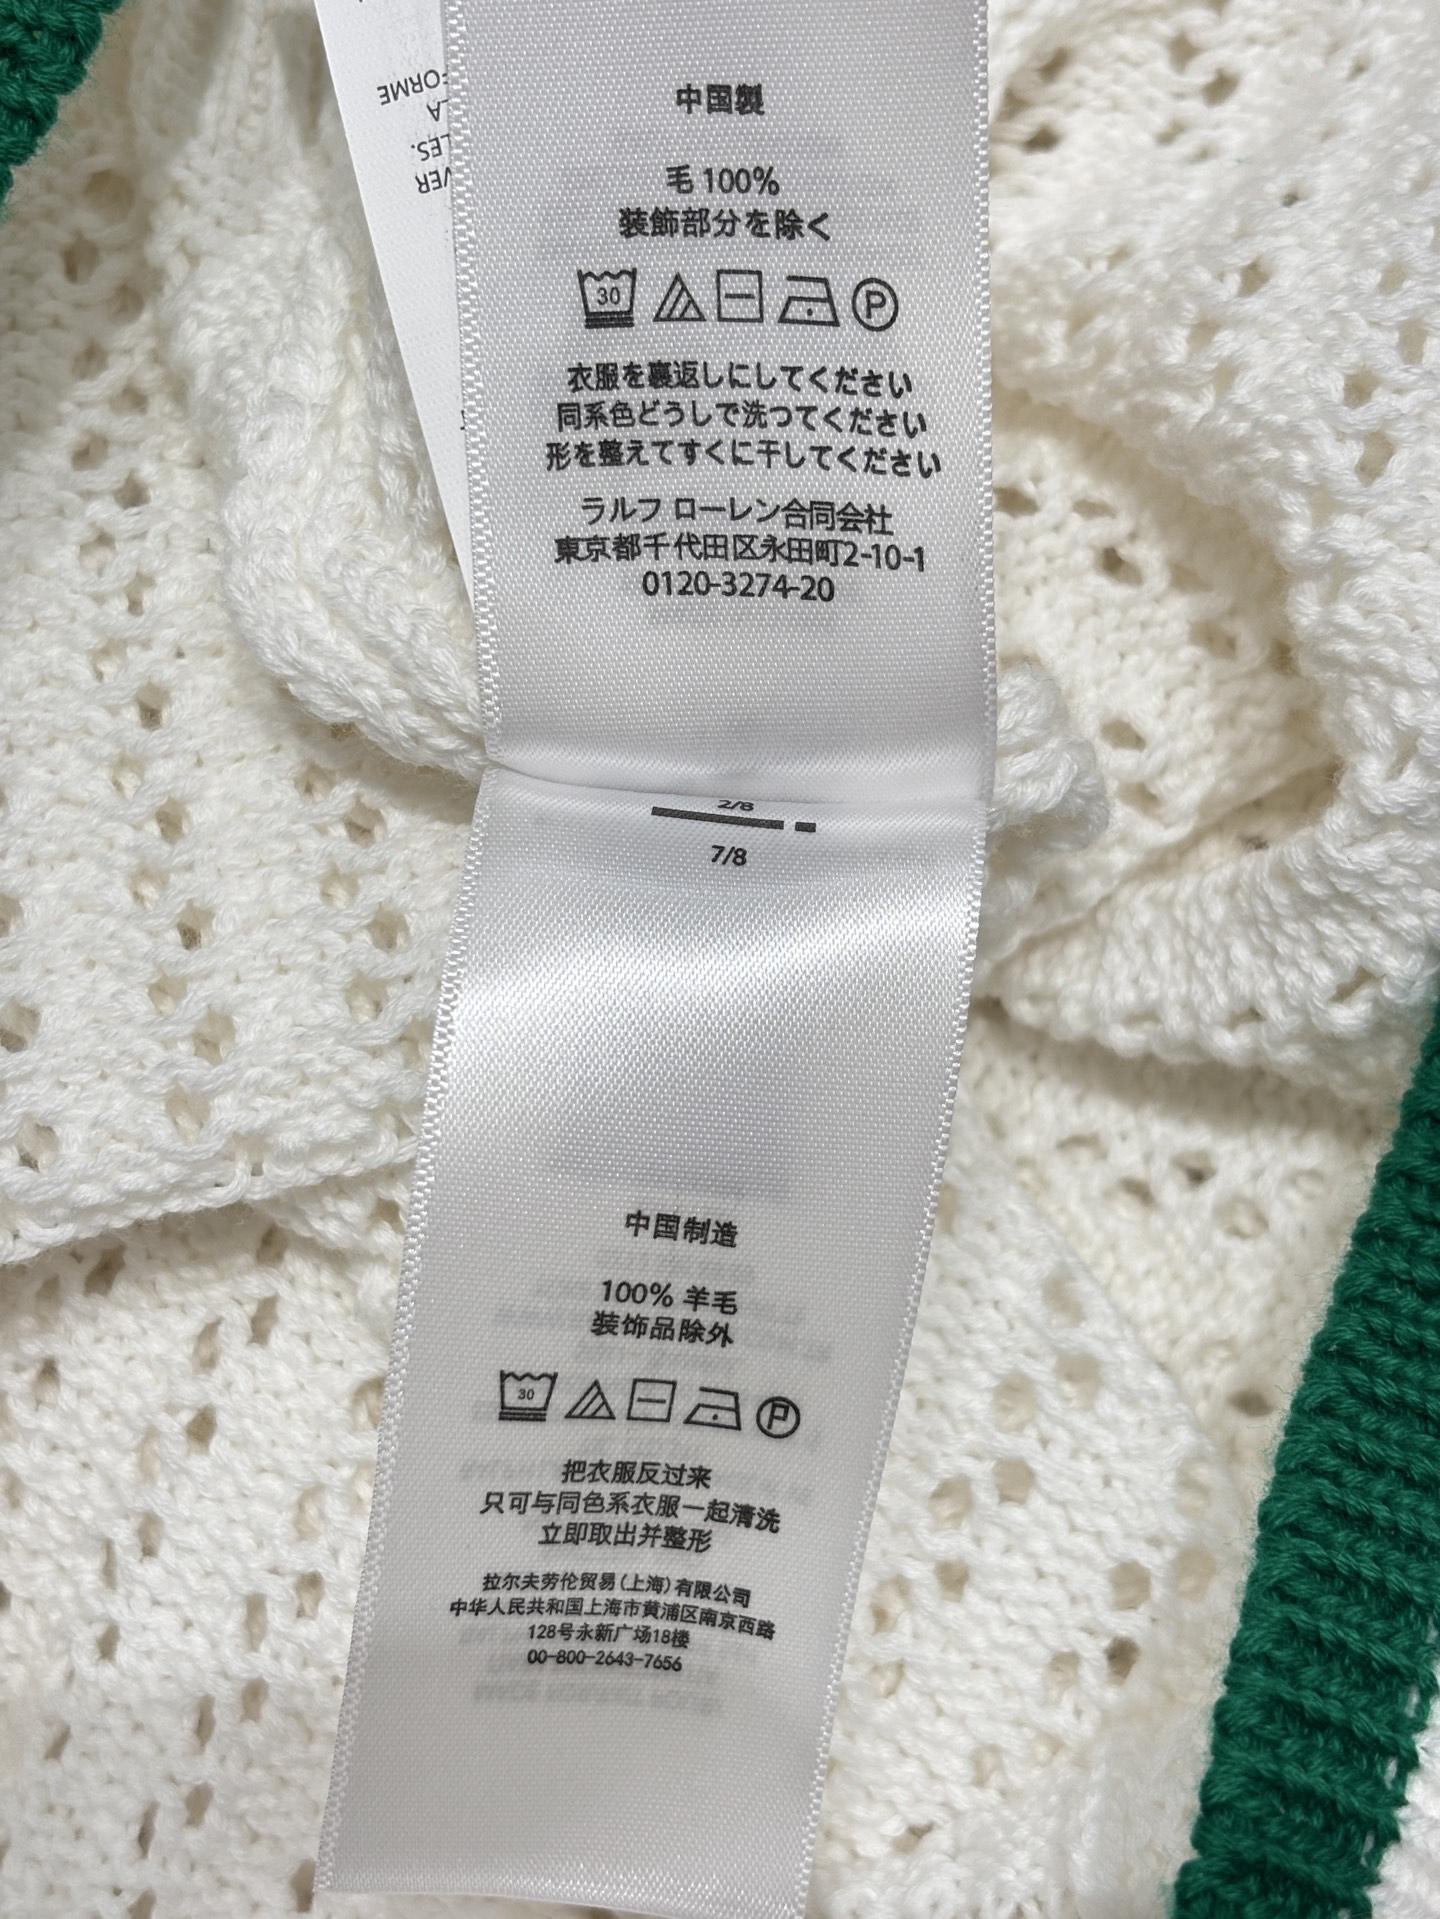 FORME
LA
LES.
VER
中国製
毛 100%
装飾部分を除く
30 P
衣服を裏返しにしてください
同系色どうしで洗つてください
形を整えてすぐに干してください
ラルフ ローレン合同会社
東京都千代田区永田町2-10-1
0120-3274-20
2/8
7/8
中国制造
100% 羊毛
装饰品除外
30 P
把衣服反过来
只可与同色系衣服一起清洗
立即取出并整形
拉尔夫劳伦贸易(上海)有限公司
中华人民共和国上海市黄浦区南京西路
128号永新广场18楼
00-800-2643-7656